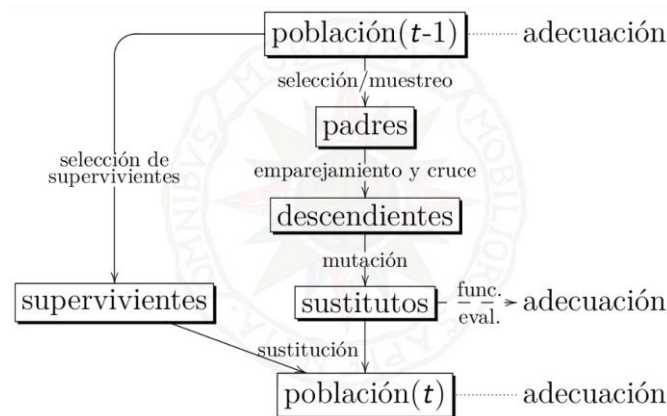 población(t-1)
adecuación
selección/muestreo
padres
selección de
supervivientes
emparejamiento y cruce
descendientes
mutación
supervivientes
sustitutos
func.
eval.
adecuación
sustitución
población(t)
adecuación